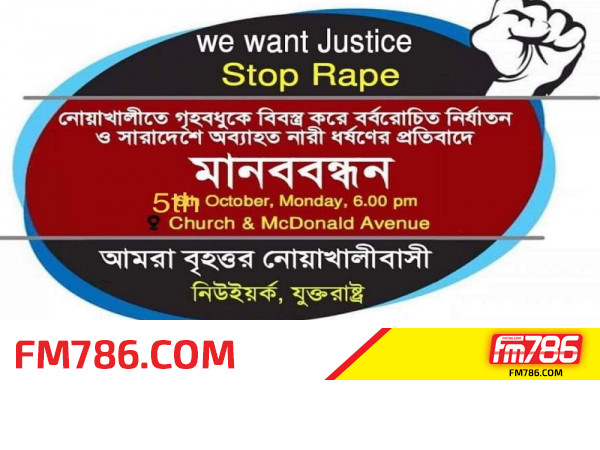 we want Justice
Stop Rape
নোয়াখালীতে গৃহবধুকে বিবস্ত্র করে বর্বরোচিত নির্যাতন
ও সারাদেশে অব্যাহত নারী ধর্ষণের প্রতিবাদে
মানববন্ধন
5th October, Monday, 6.00 pm
Church & McDonald Avenue
আমরা বৃহত্তর নোয়াখালীবাসী
নিউইয়র্ক, যুক্তরাষ্ট্র
FM786.COM
fm786
FM786.COM